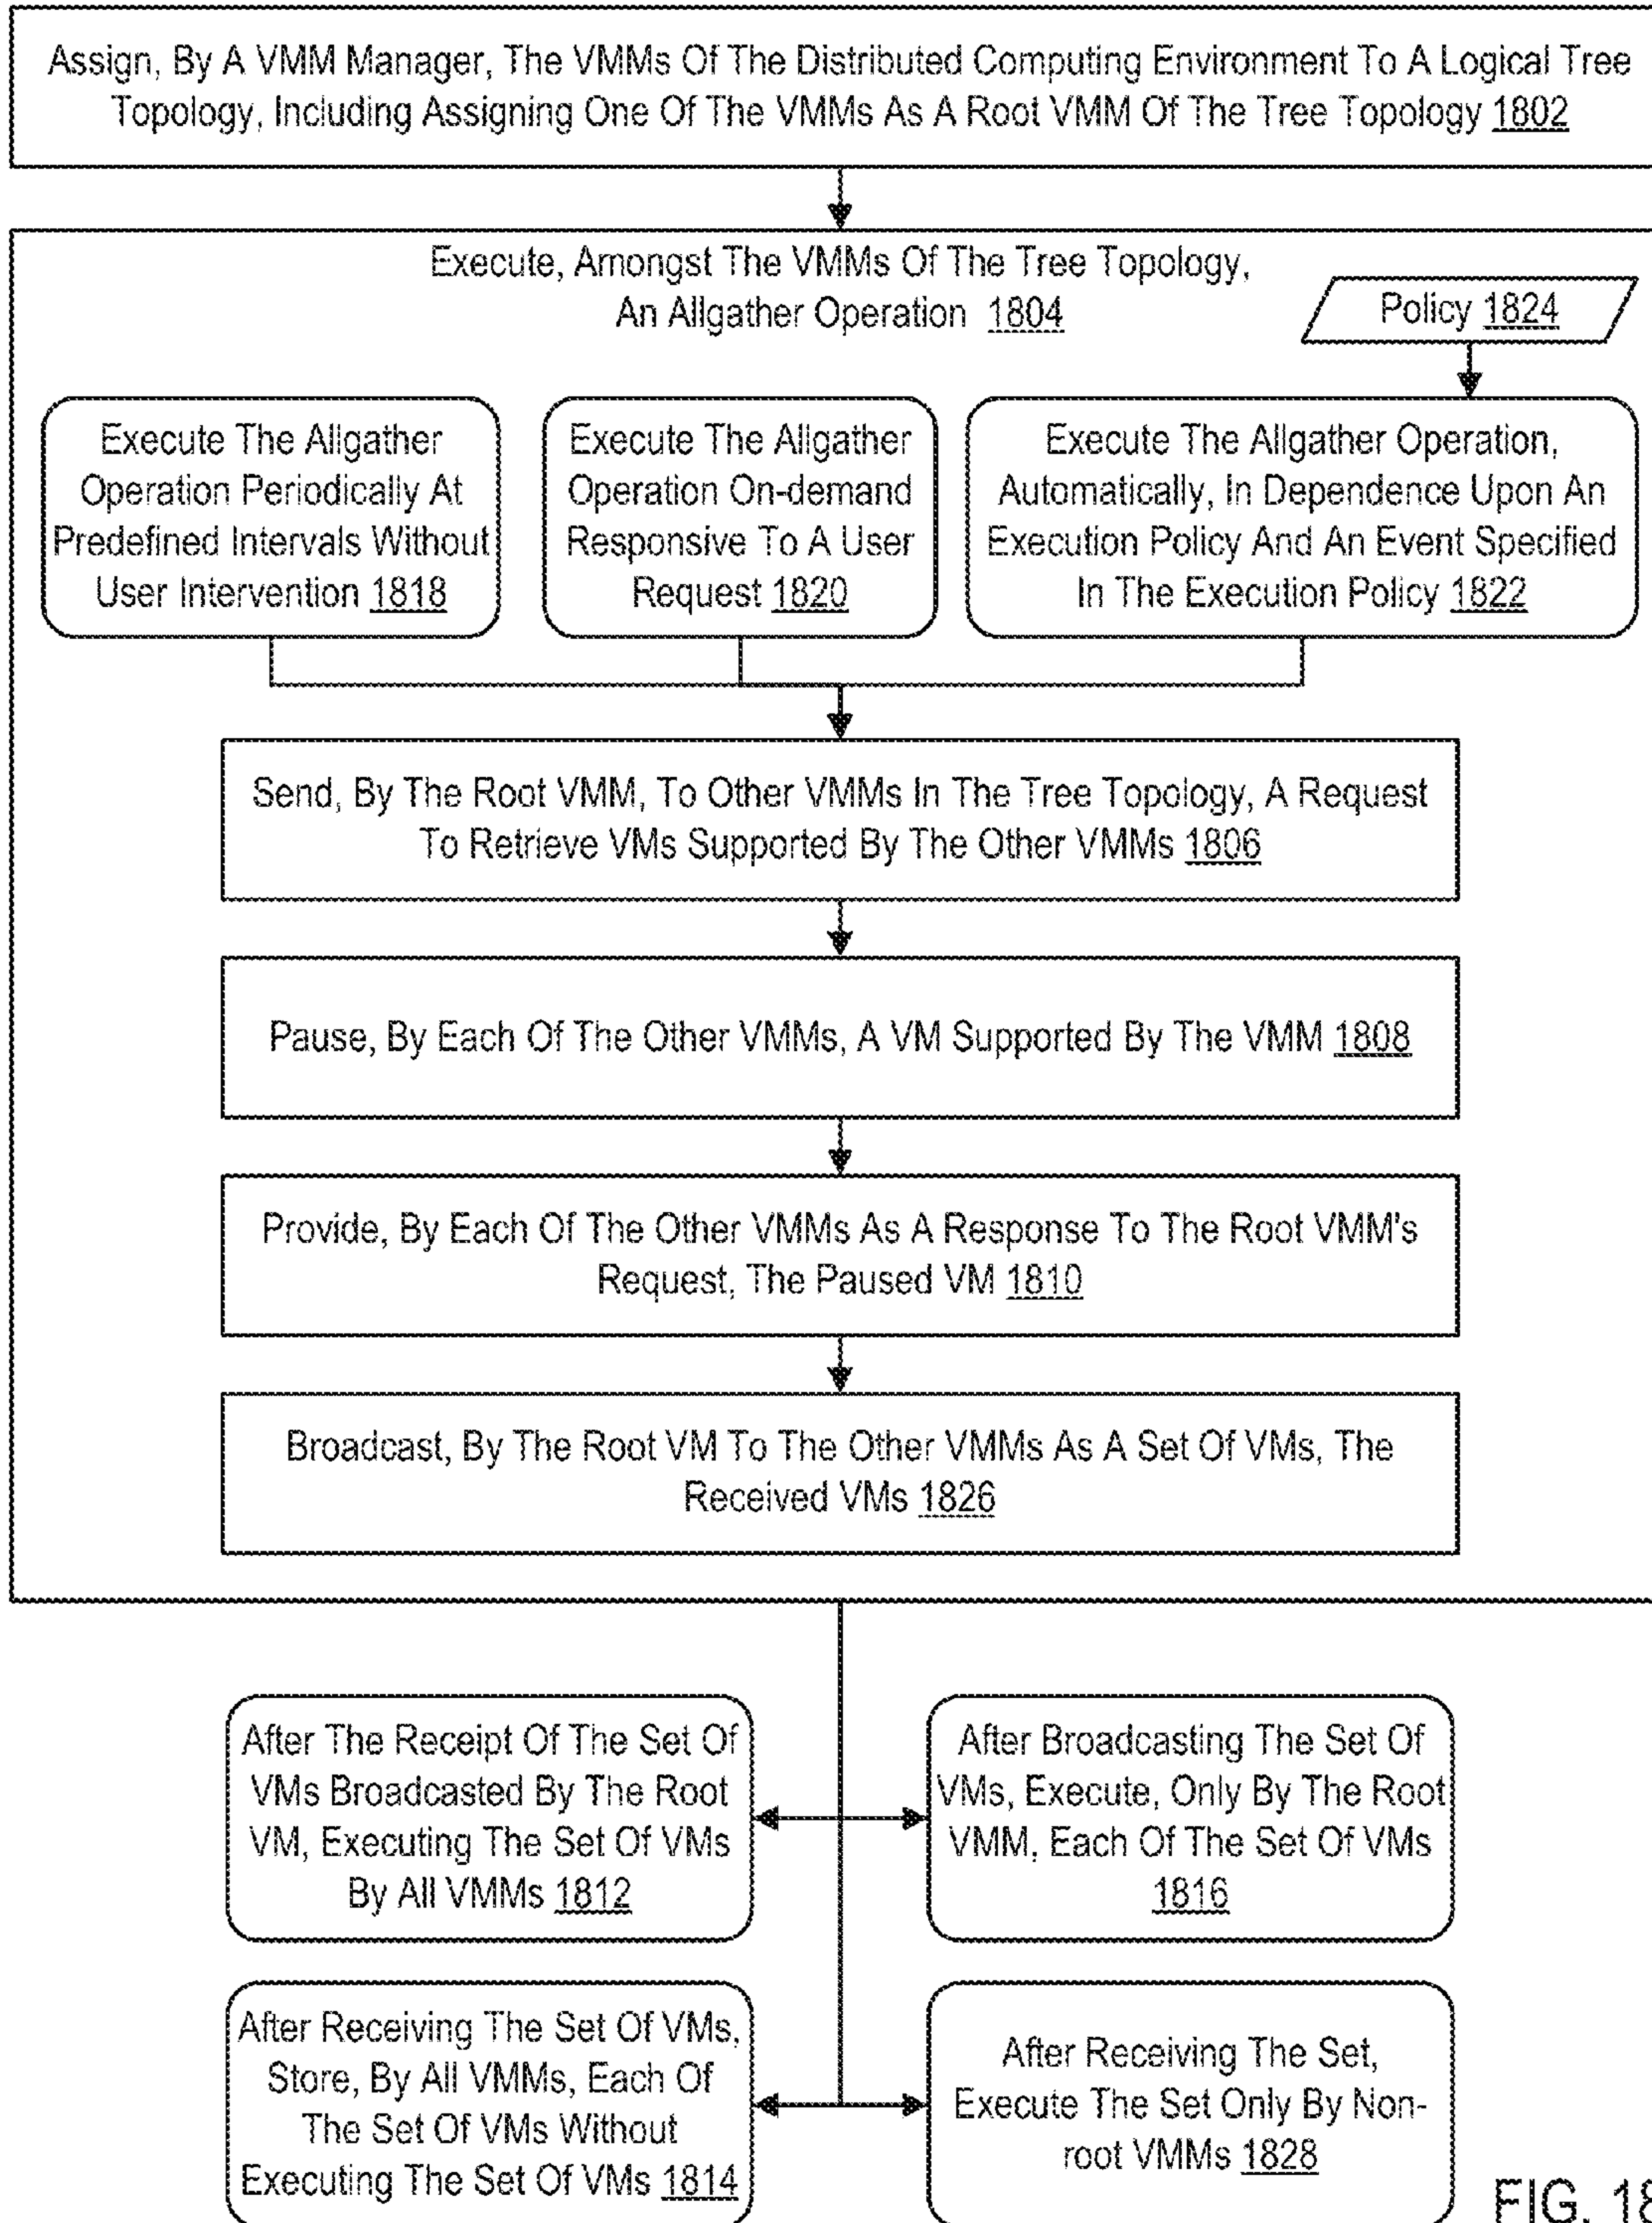 Assign, By A VMM Manager, The VMMs Of The Distributed Computing Environment To A Logical Tree
Topology, Including Assigning One Of The VMMs As A Root VMM Of The Tree Topology 1802
Execute, Amongst The VMMs Of The Tree Topology,
An Allgather Operation 1804
Policy 1824
Execute The Allgather
Operation Periodically At
Predefined Intervals Without
User Intervention 1818
Execute The Allgather
Operation On-demand
Responsive To A User
Request 1820
Execute The Allgather Operation,
Automatically, In Dependence Upon An
Execution Policy And An Event Specified
In The Execution Policy 1822
Send, By The Root VMM, To Other VMMs In The Tree Topology, A Request
To Retrieve VMs Supported By The Other VMMs 1806
Pause, By Each Of The Other VMMs, A VM Supported By The VMM 1808
Provide, By Each Of The Other VMMs As A Response To The Root VMM's
Request, The Paused VM 1810
Broadcast, By The Root VM To The Other VMMs As A Set Of VMs, The
Received VMs 1826
After The Receipt Of The Set Of
VMs Broadcasted By The Root
VM, Executing The Set Of VMs
By All VMMs 1812
After Broadcasting The Set Of
VMs, Execute, Only By The Root
VMM, Each Of The Set Of VMs
1816
After Receiving The Set Of VMs,
Store, By All VMMs, Each Of
The Set Of VMs Without
Executing The Set Of VMs 1814
After Receiving The Set,
Execute The Set Only By Non-
root VMMs 1828
FIG. 18